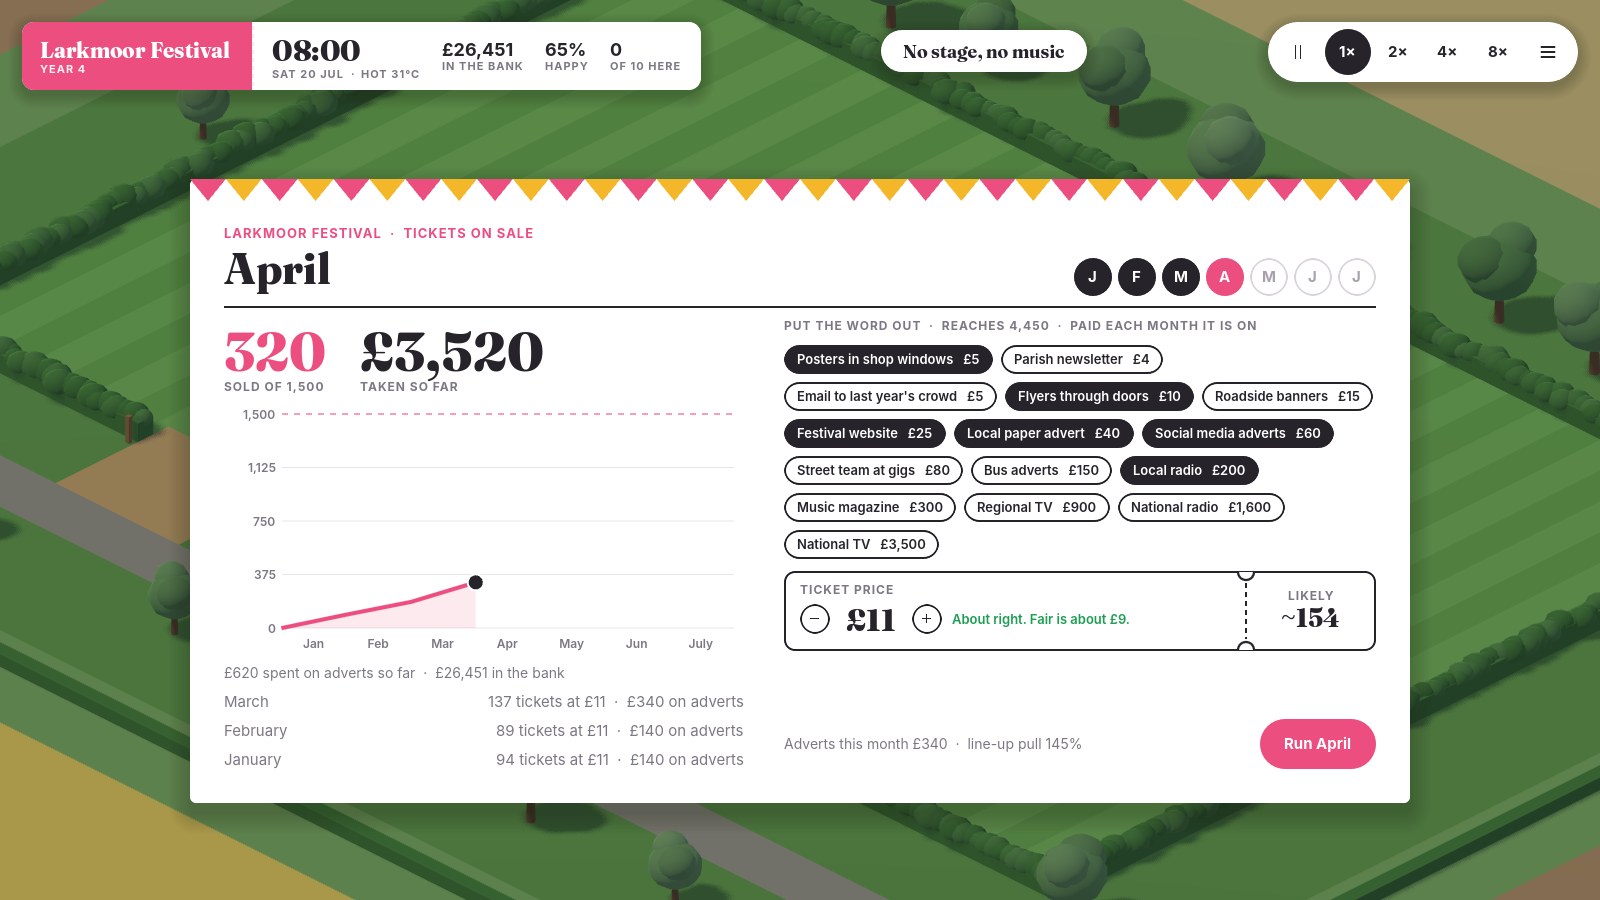 Larkmoor Festival
YEAR 4
08:00
SAT 20 JUL · HOT 31°C
£26,451
IN THE BANK
65%
HAPPY
0
OF 10 HERE
No stage, no music
1×
2×
4×
8×
LARKMOOR FESTIVAL · TICKETS ON SALE
April
J F M A M J J
320
SOLD OF 1,500
£3,520
TAKEN SO FAR
1,500
1,125
750
375
0
Jan Feb Mar Apr May Jun July
£620 spent on adverts so far · £26,451 in the bank
March 137 tickets at £11 · £340 on adverts
February 89 tickets at £11 · £140 on adverts
January 94 tickets at £11 · £140 on adverts
PUT THE WORD OUT · REACHES 4,450 · PAID EACH MONTH IT IS ON
Posters in shop windows £5 Parish newsletter £4
Email to last year's crowd £5 Flyers through doors £10 Roadside banners £15
Festival website £25 Local paper advert £40 Social media adverts £60
Street team at gigs £80 Bus adverts £150 Local radio £200
Music magazine £300 Regional TV £900 National radio £1,600
National TV £3,500
TICKET PRICE
− £11 + About right. Fair is about £9.
LIKELY
~154
Adverts this month £340 · line-up pull 145%
Run April